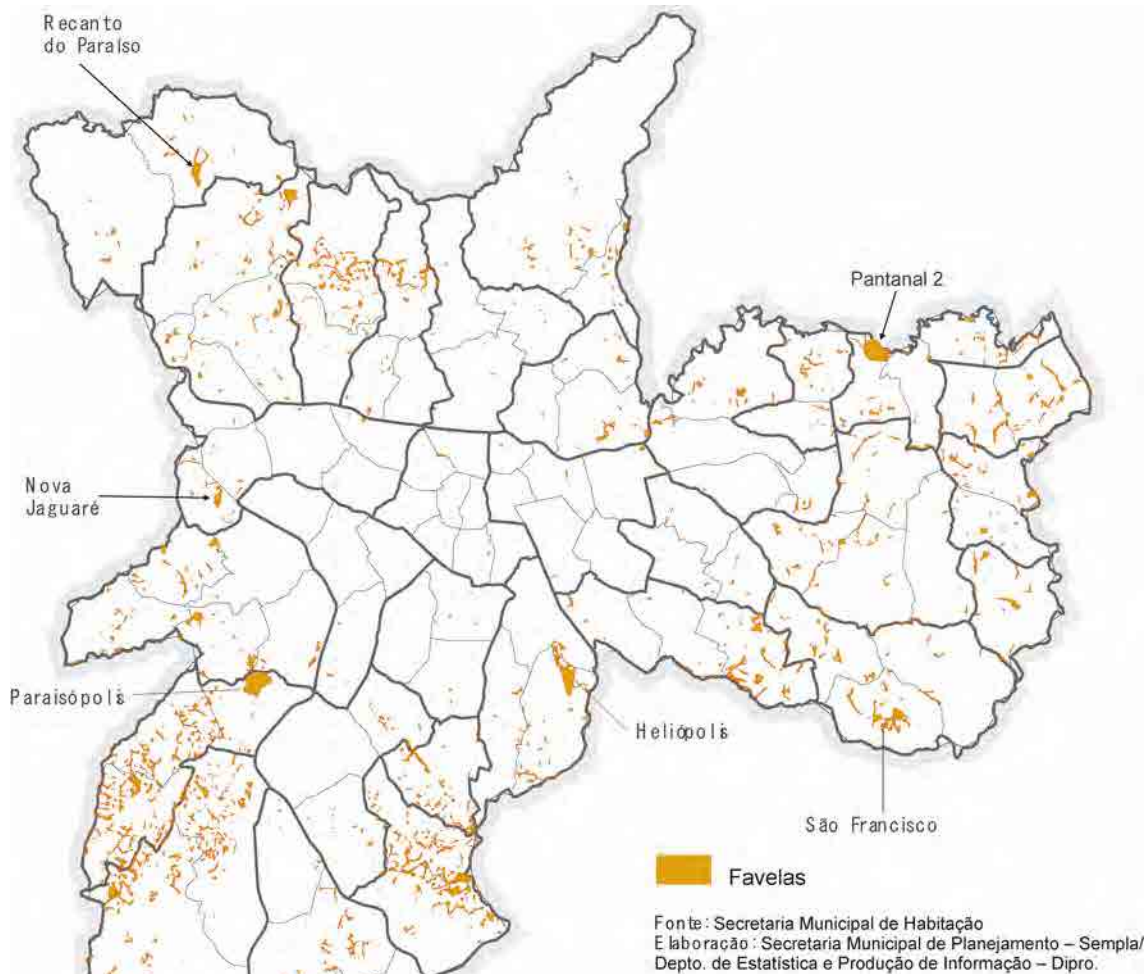 Recanto
do Paraíso
Pantanal 2
Nova
Jaguaré
Paraisópolis
Heliópolis
São Francisco
Favelas
Fonte: Secretaria Municipal de Habitação
Elaboração: Secretaria Municipal de Planejamento – Sempla/
Depto. de Estatística e Produção de Informação – Dipro.